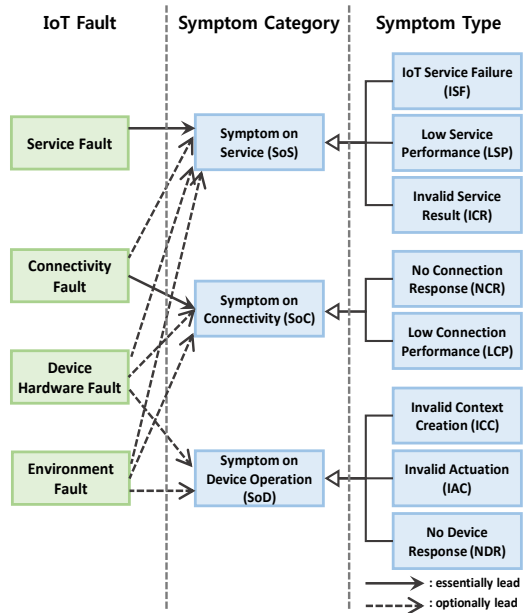 IoT Fault
Symptom Category
Symptom Type
Service Fault
Connectivity
Fault
Device
Hardware Fault
Environment
Fault
Symptom on
Service (SoS)
Symptom on
Connectivity (SoC)
Symptom on
Device Operation
(SoD)
IoT Service Failure
(ISF)
Low Service
Performance (LSP)
Invalid Service
Result (ICR)
No Connection
Response (NCR)
Low Connection
Performance (LCP)
Invalid Context
Creation (ICC)
Invalid Actuation
(IAC)
No Device
Response (NDR)
: essentially lead
: optionally lead